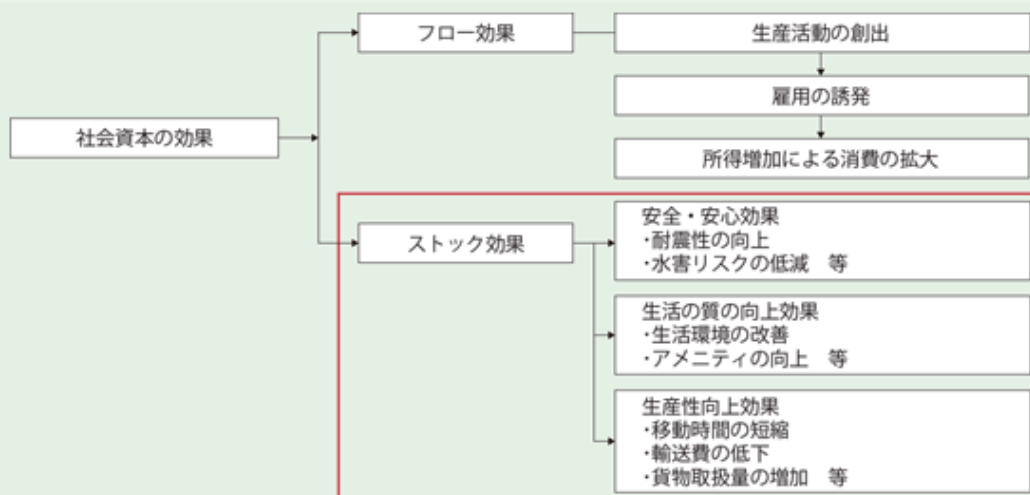 フロー効果
生産活動の創出
雇用の誘発
社会資本の効果
所得増加による消費の拡大
ストック効果
安全・安心効果
・耐震性の向上
・水害リスクの低減　等
生活の質の向上効果
・生活環境の改善
・アメニティの向上　等
生産性向上効果
・移動時間の短縮
・輸送費の低下
・貨物取扱量の増加　等